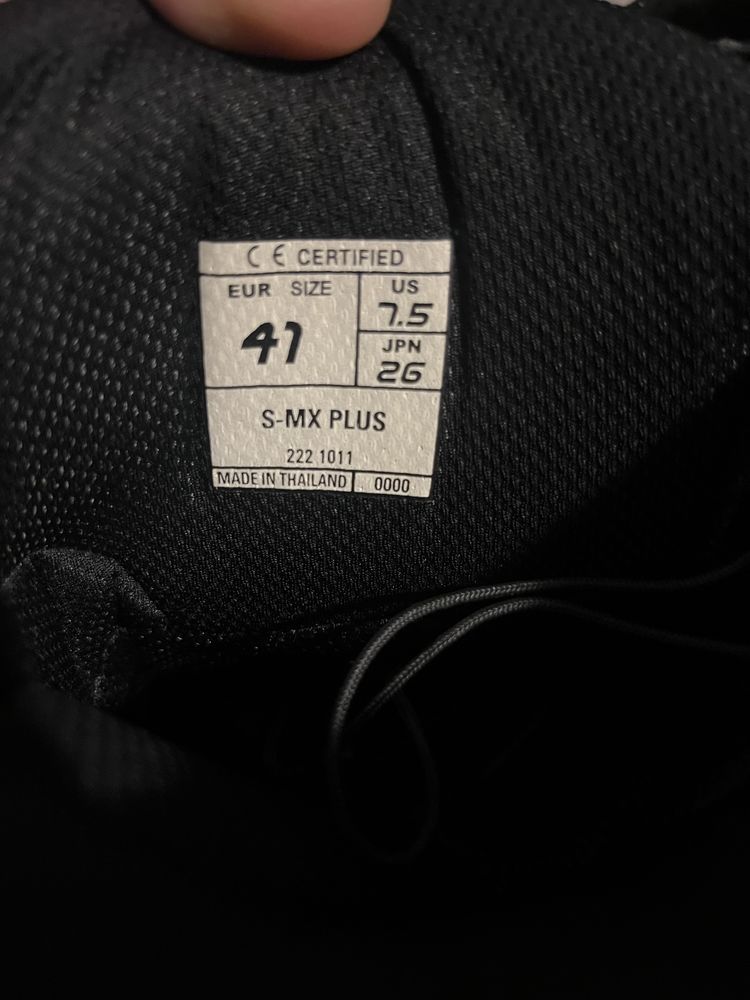 CE CERTIFIED
EUR SIZE
41
US
7.5
JPN
26
S-MX PLUS
222 1011
MADE IN THAILAND
0000